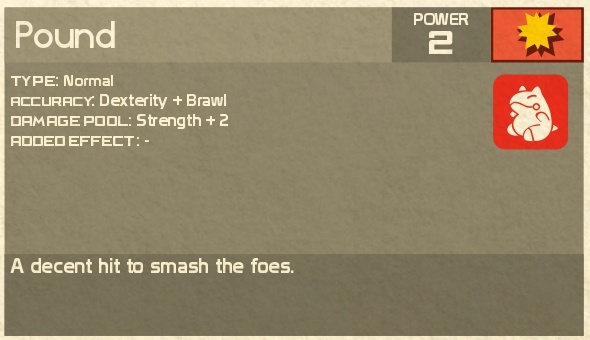 Pound
POWER
2
TYPE: Normal
ACCURACY: Dexterity + Brawl
DAMAGE POOL: Strength + 2
ADDED EFFECT: -
A decent hit to smash the foes.